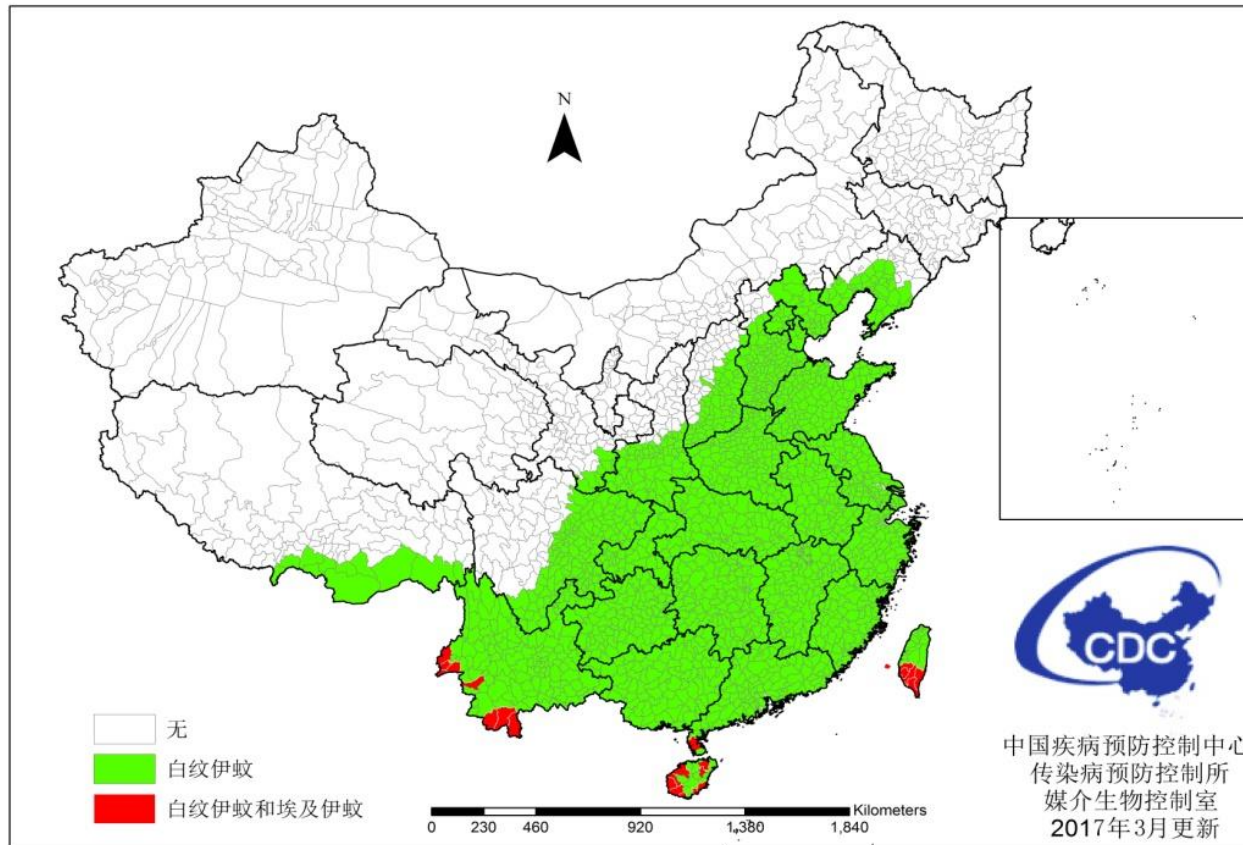 N
无
白纹伊蚊
白纹伊蚊和埃及伊蚊
Kilometers
0 230 460 920 1,380 1,840
CDC
中国疾病预防控制中心
传染病预防控制所
媒介生物控制室
2017年3月更新